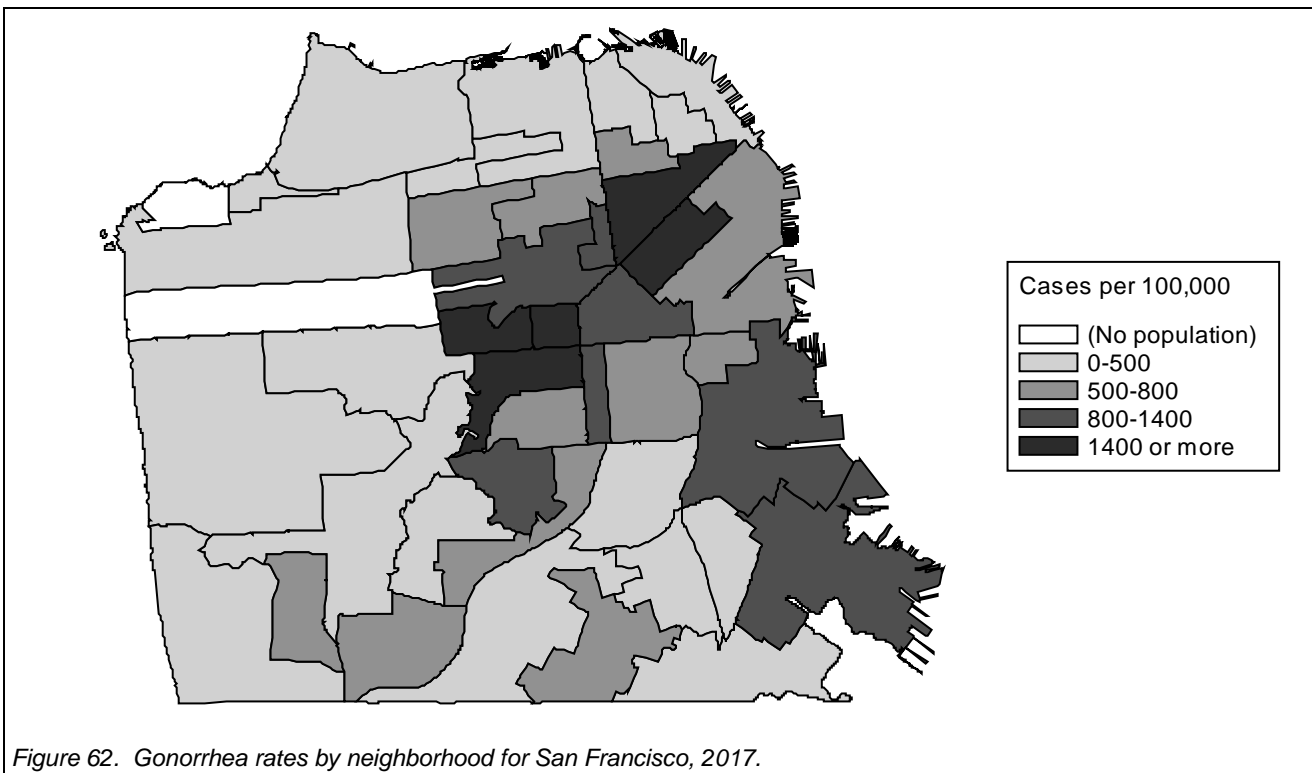 Cases per 100,000
(No population)
0-500
500-800
800-1400
1400 or more
Figure 62. Gonorrhea rates by neighborhood for San Francisco, 2017.